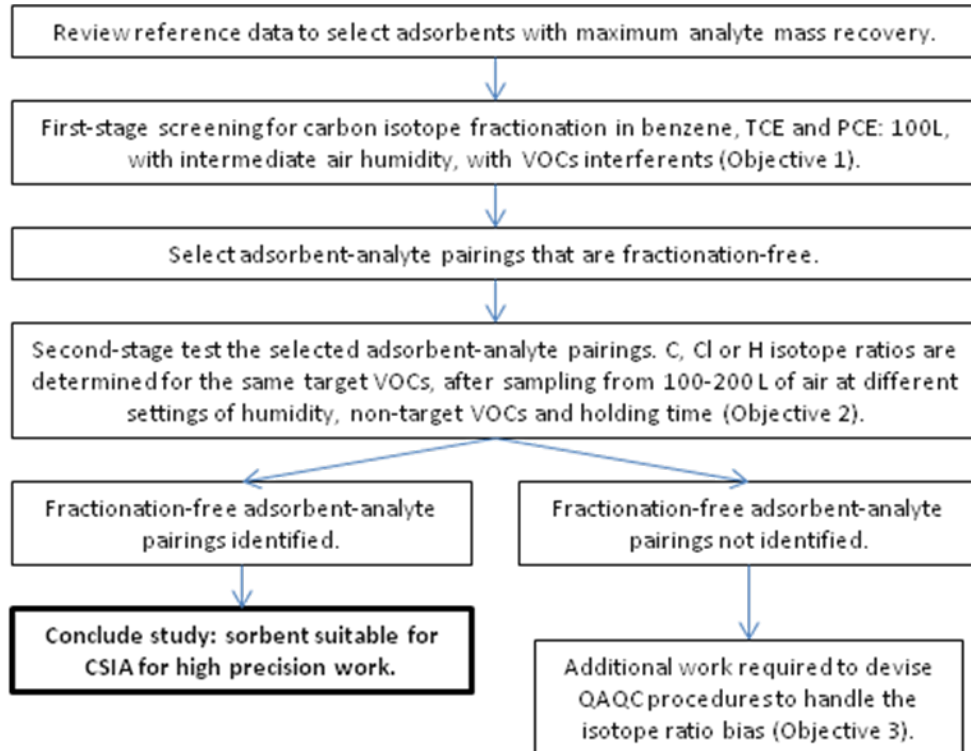 Review reference data to select adsorbents with maximum analyte mass recovery.
First-stage screening for carbon isotope fractionation in benzene, TCE and PCE: 100L,
with intermediate air humidity, with VOCs interferents (Objective 1).
Select adsorbent-analyte pairings that are fractionation-free.
Second-stage test the selected adsorbent-analyte pairings. C, Cl or H isotope ratios are
determined for the same target VOCs, after sampling from 100-200 L of air at different
settings of humidity, non-target VOCs and holding time (Objective 2).
Fractionation-free adsorbent-analyte
pairings identified.
Fractionation-free adsorbent-analyte
pairings not identified.
Conclude study: sorbent suitable for
CSIA for high precision work.
Additional work required to devise
QAQC procedures to handle the
isotope ratio bias (Objective 3).